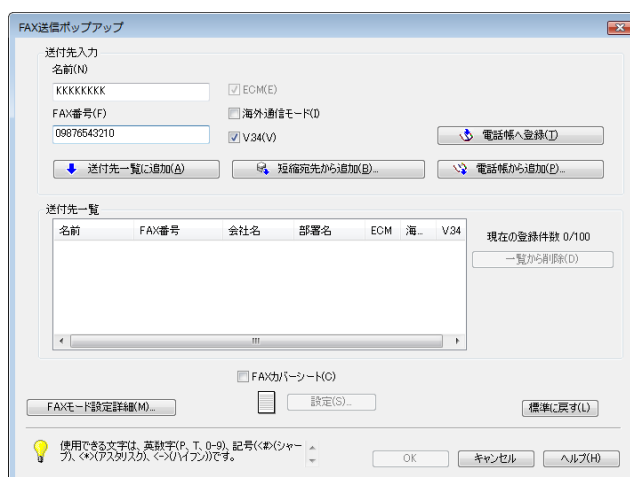 FAX送信ポップアップ
送付先入力
名前(N)
KKKKKKKK
ECM(E)
FAX番号(F)
海外通信モード(I)
09876543210
V.34(V)
電話帳へ登録(T)
送付先一覧に追加(A)
短縮宛先から追加(B)...
電話帳から追加(P)...
送付先一覧
名前 FAX番号 会社名 部署名 ECM 海... V.34
現在の登録件数 0/100
一覧から削除(D)
FAXカバーシート(C)
FAXモード設定詳細(M)...
設定(S)...
標準に戻す(L)
使用できる文字は、英数字(P、T、0-9)、記号(<#>(シャー
プ)、<*>(アスタリスク)、<->(ハイフン))です。
OK
キャンセル
ヘルプ(H)